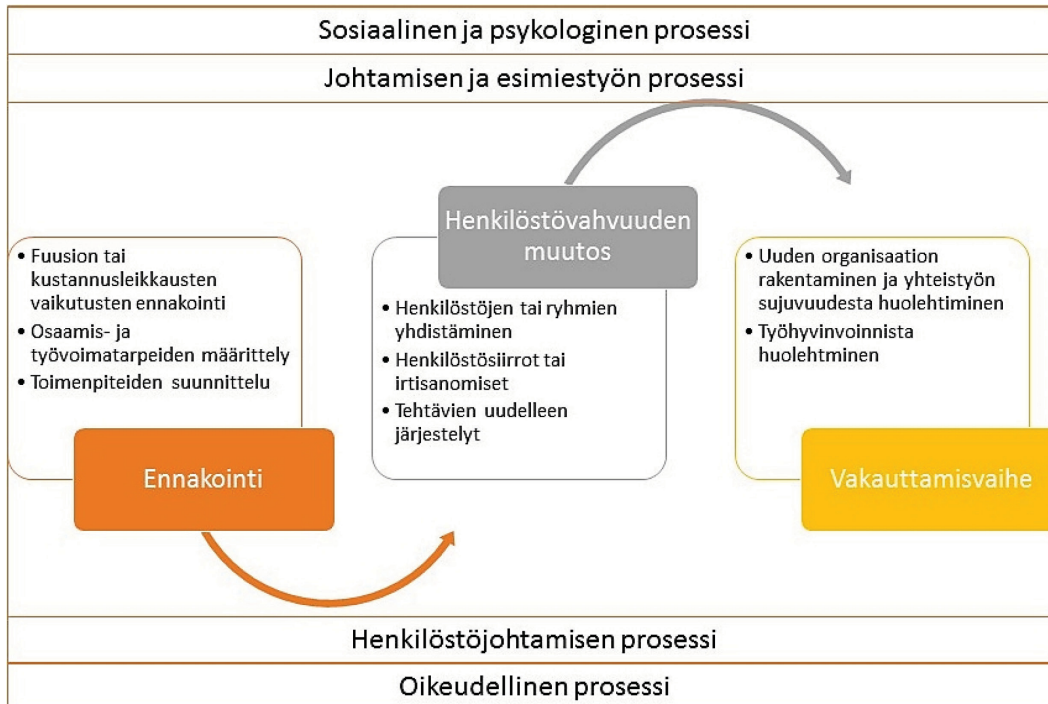 Sosiaalinen ja psykologinen prosessi
Johtamisen ja esimiestyön prosessi
• Fuusion tai
kustannusleikkausten
vaikutusten ennakointi
• Osaamis- ja
työvoimatarpeiden määrittely
• Toimenpiteiden suunnittelu
Ennakointi
Henkilöstövahvuuden
muutos
• Henkilöstöjen tai ryhmien
yhdistäminen
• Henkilöstösiirrot tai
irtisanomiset
• Tehtävien uudelleen
järjestelyt
• Uuden organisaation
rakentaminen ja yhteistyön
sujuvuudesta huolehtiminen
• Työhyvinvoinnista
huolehtminen
Vakauttamisvaihe
Henkilöstöjohtamisen prosessi
Oikeudellinen prosessi